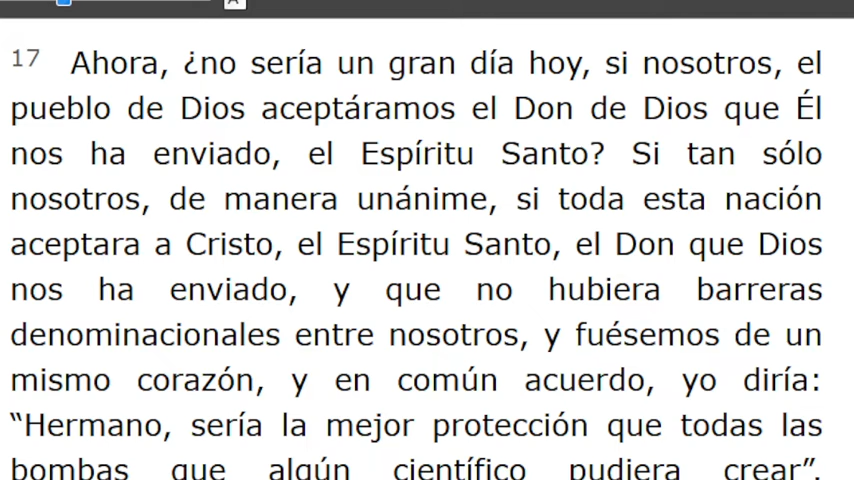 17 Ahora, ¿no sería un gran día hoy, si nosotros, el
pueblo de Dios aceptáramos el Don de Dios que Él
nos ha enviado, el Espíritu Santo? Si tan sólo
nosotros, de manera unánime, si toda esta nación
aceptara a Cristo, el Espíritu Santo, el Don que Dios
nos ha enviado, y que no hubiera barreras
denominacionales entre nosotros, y fuésemos de un
mismo corazón, y en común acuerdo, yo diría:
“Hermano, sería la mejor protección que todas las
bombas que algún científico pudiera crear”.